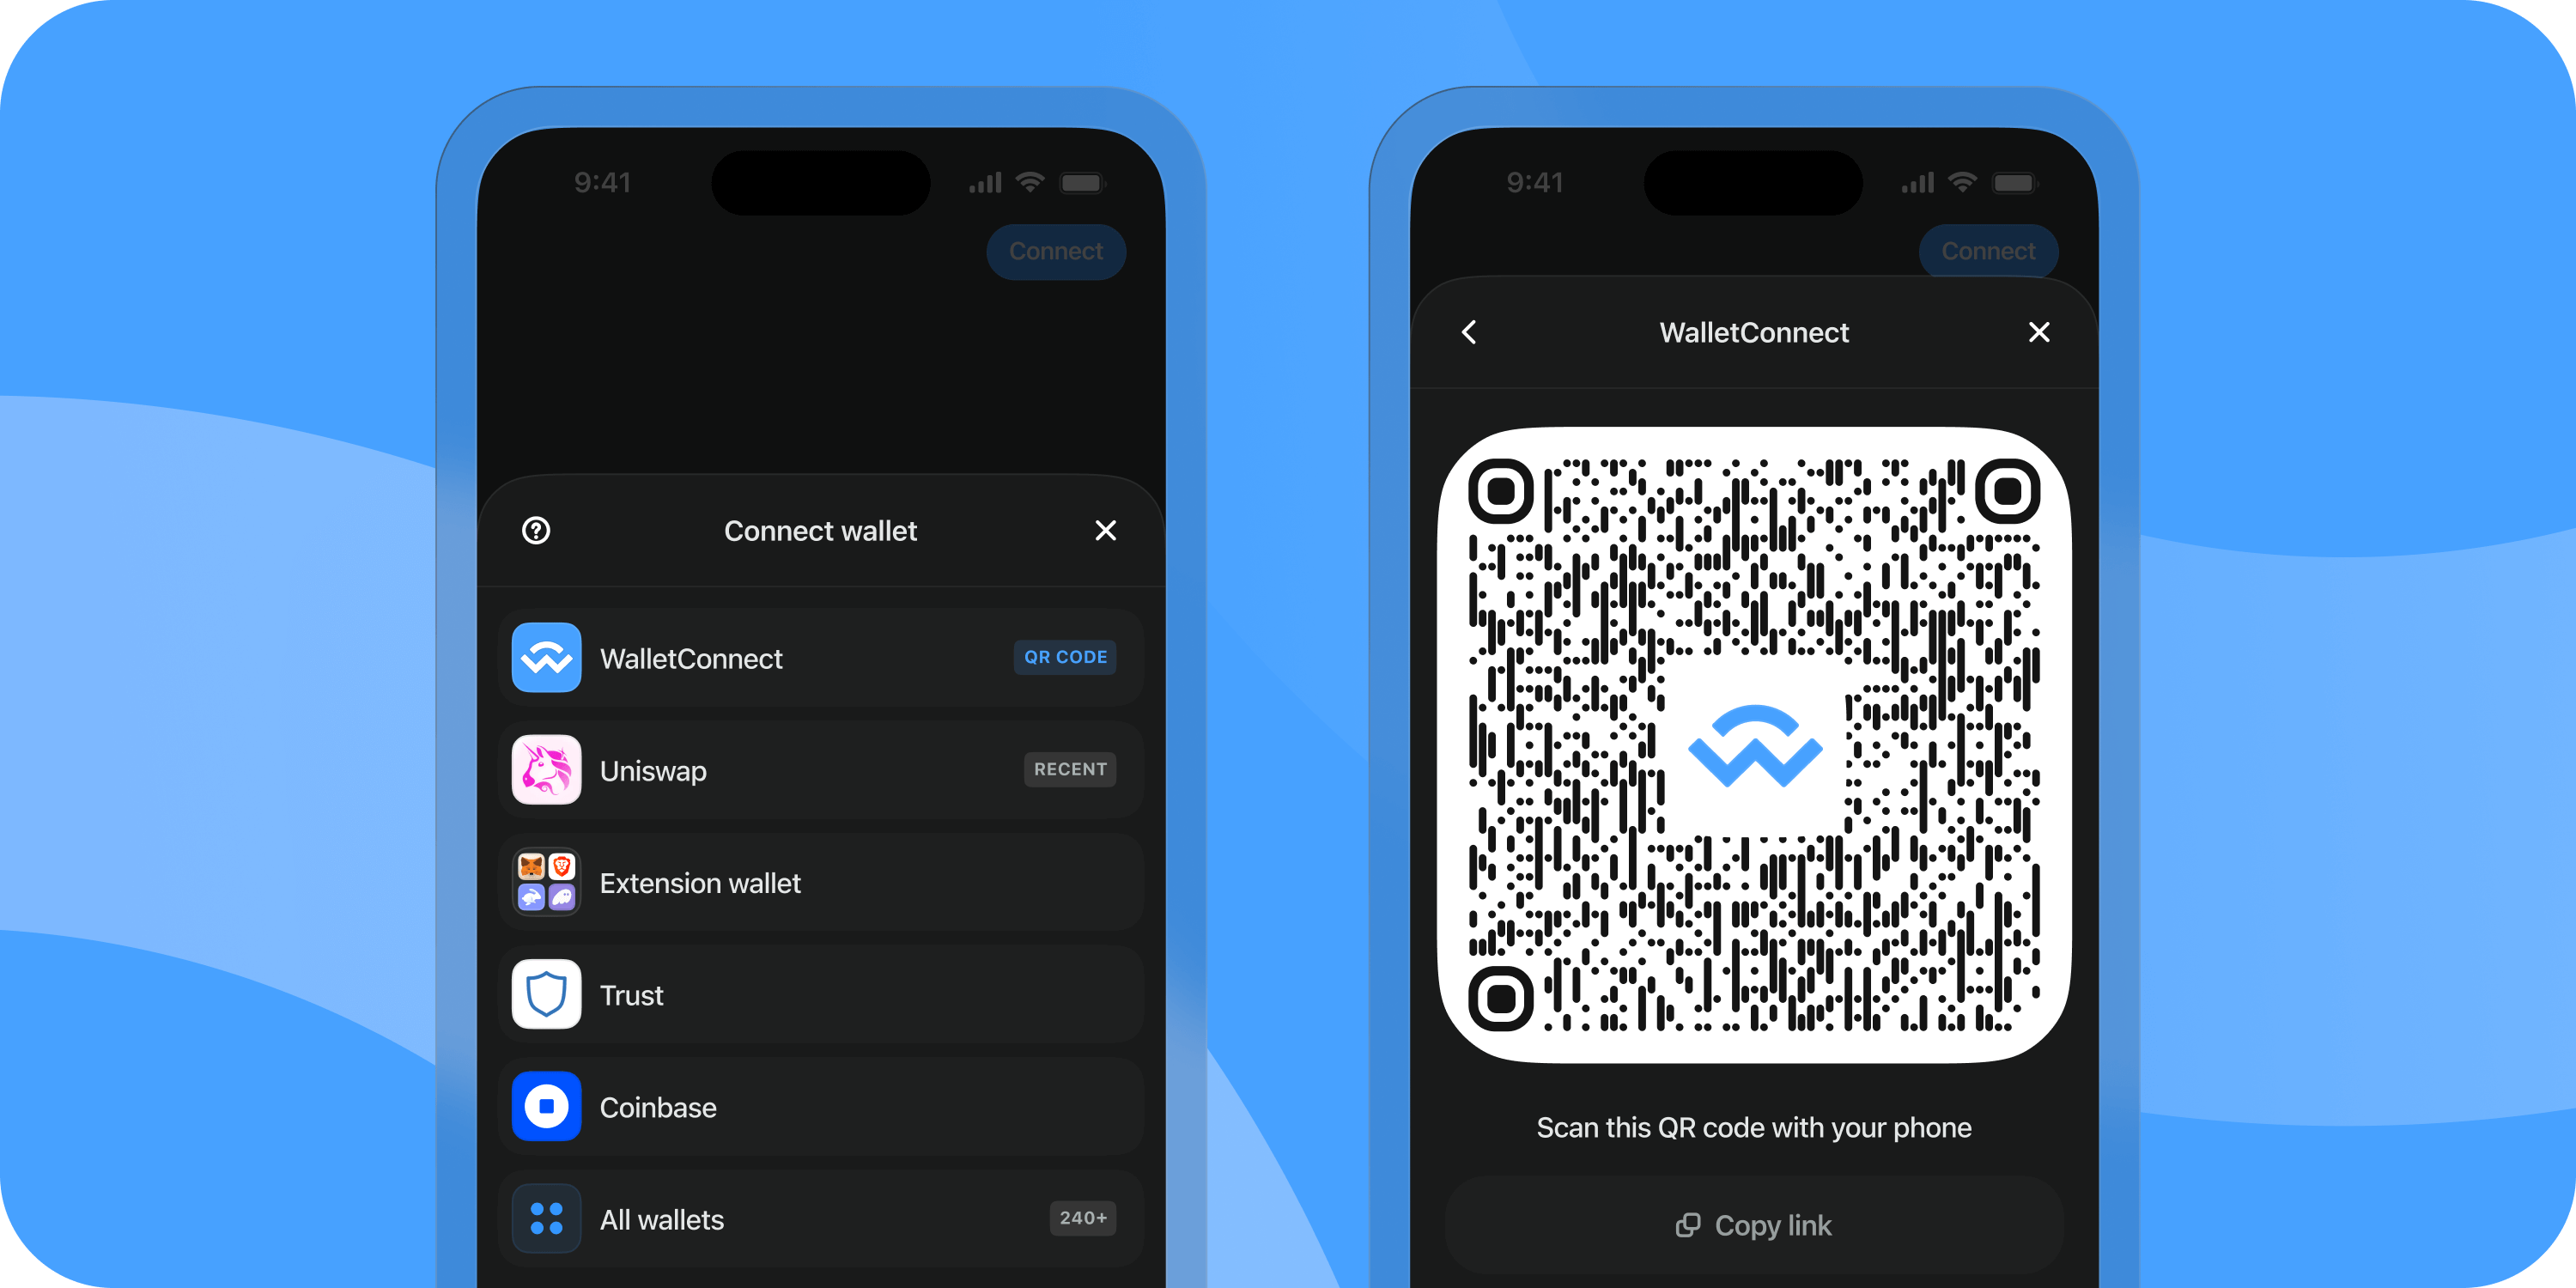 9:41
Connect
Connect wallet
WalletConnect
QR CODE
Uniswap
RECENT
Extension wallet
Trust
Coinbase
All wallets
240+
9:41
Connect
WalletConnect
Scan this QR code with your phone
Copy link